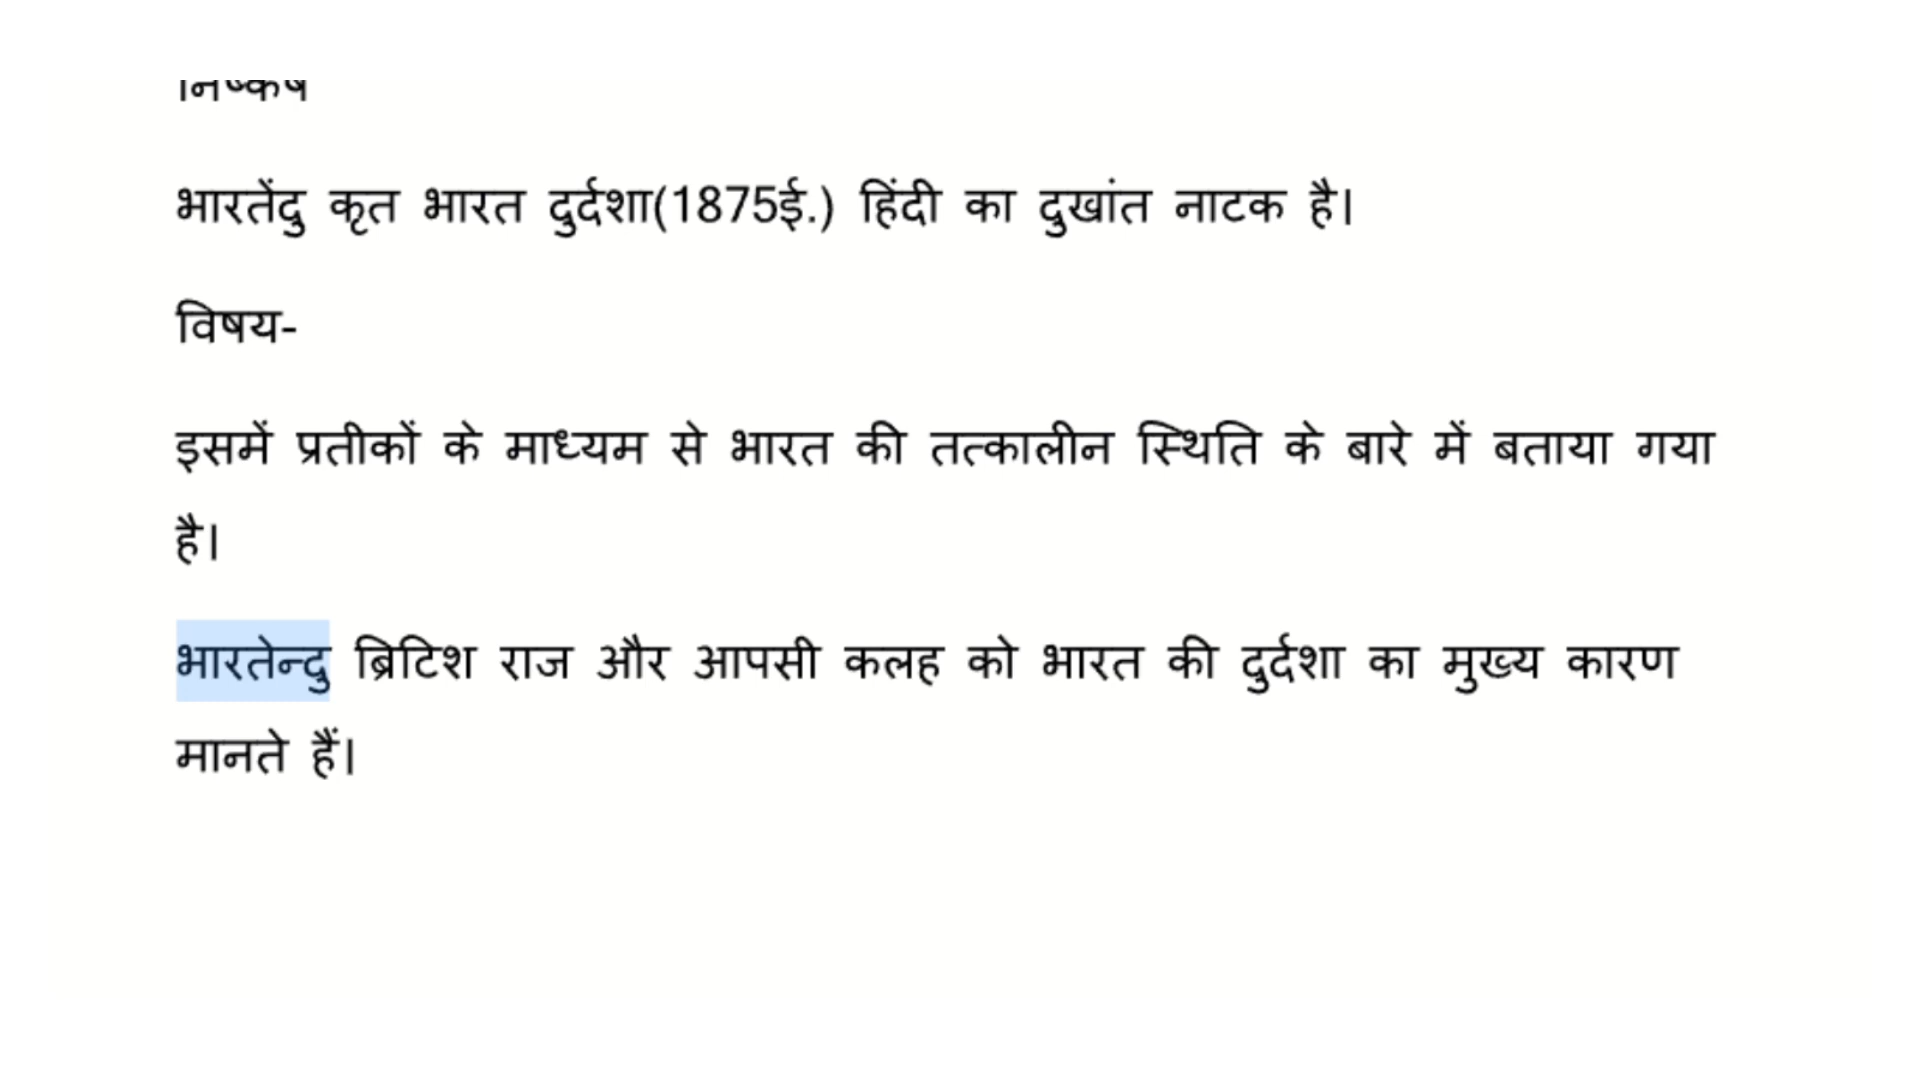 निष्कर्ष
भारतेंदु कृत भारत दुर्दशा(1875ई.) हिंदी का दुखांत नाटक है।
विषय-
इसमें प्रतीकों के माध्यम से भारत की तत्कालीन स्थिति के बारे में बताया गया
है।
भारतेन्दु ब्रिटिश राज और आपसी कलह को भारत की दुर्दशा का मुख्य कारण
मानते हैं।